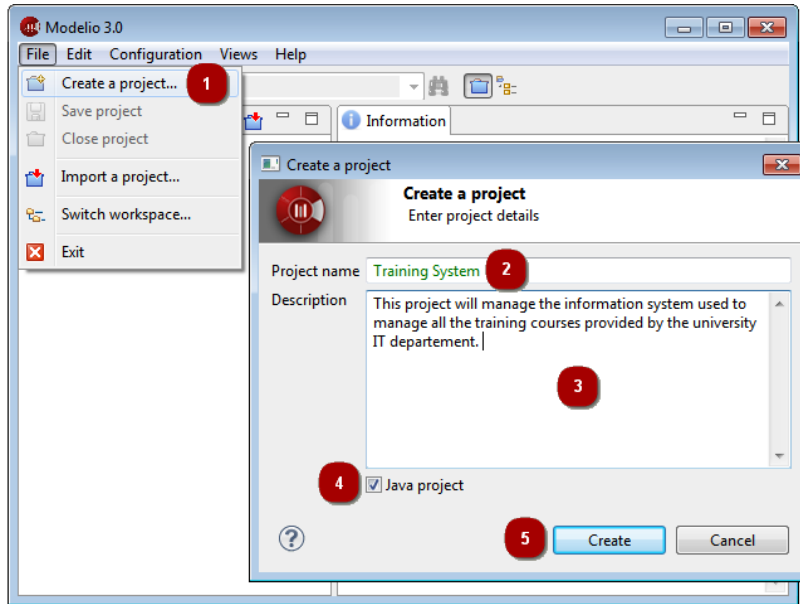 Modelio 3.0
File Edit Configuration Views Help
Create a project... 1
Save project
Close project
Import a project...
Switch workspace...
Exit
Information
Create a project
Create a project
Enter project details
Project name Training System 2
Description This project will manage the information system used to
manage all the training courses provided by the university
IT departement.
3
4 Java project
5 Create Cancel